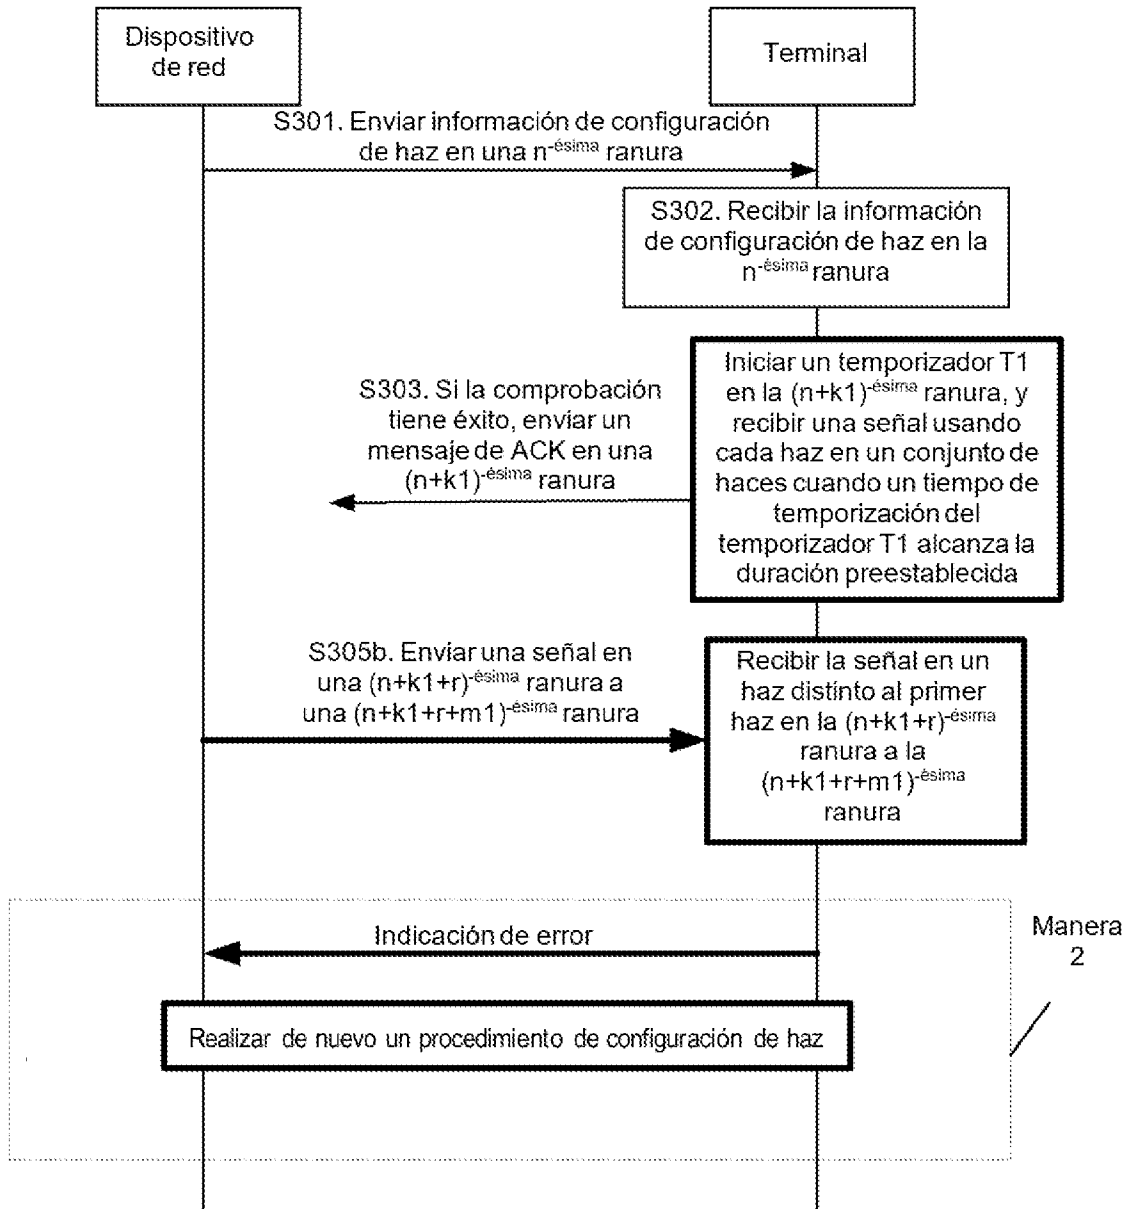 Dispositivo
de red
Terminal
S301. Enviar información de configuración
de haz en una n-ésima ranura
S302. Recibir la información
de configuración de haz en la
n-ésima ranura
S303. Si la comprobación
tiene éxito, enviar un
mensaje de ACK en una
(n+k1)-ésima ranura
Iniciar un temporizador T1
en la (n+k1)-ésima ranura, y
recibir una señal usando
cada haz en un conjunto de
haces cuando un tiempo de
temporización del
temporizador T1 alcanza la
duración preestablecida
S305b. Enviar una señal en
una (n+k1+r)-ésima ranura a
una (n+k1+r+m1)-ésima ranura
Recibir la señal en un
haz distinto al primer
haz en la (n+k1+r)-ésima
ranura a la
(n+k1+r+m1)-ésima
ranura
Indicación de error
Manera
2
Realizar de nuevo un procedimiento de configuración de haz